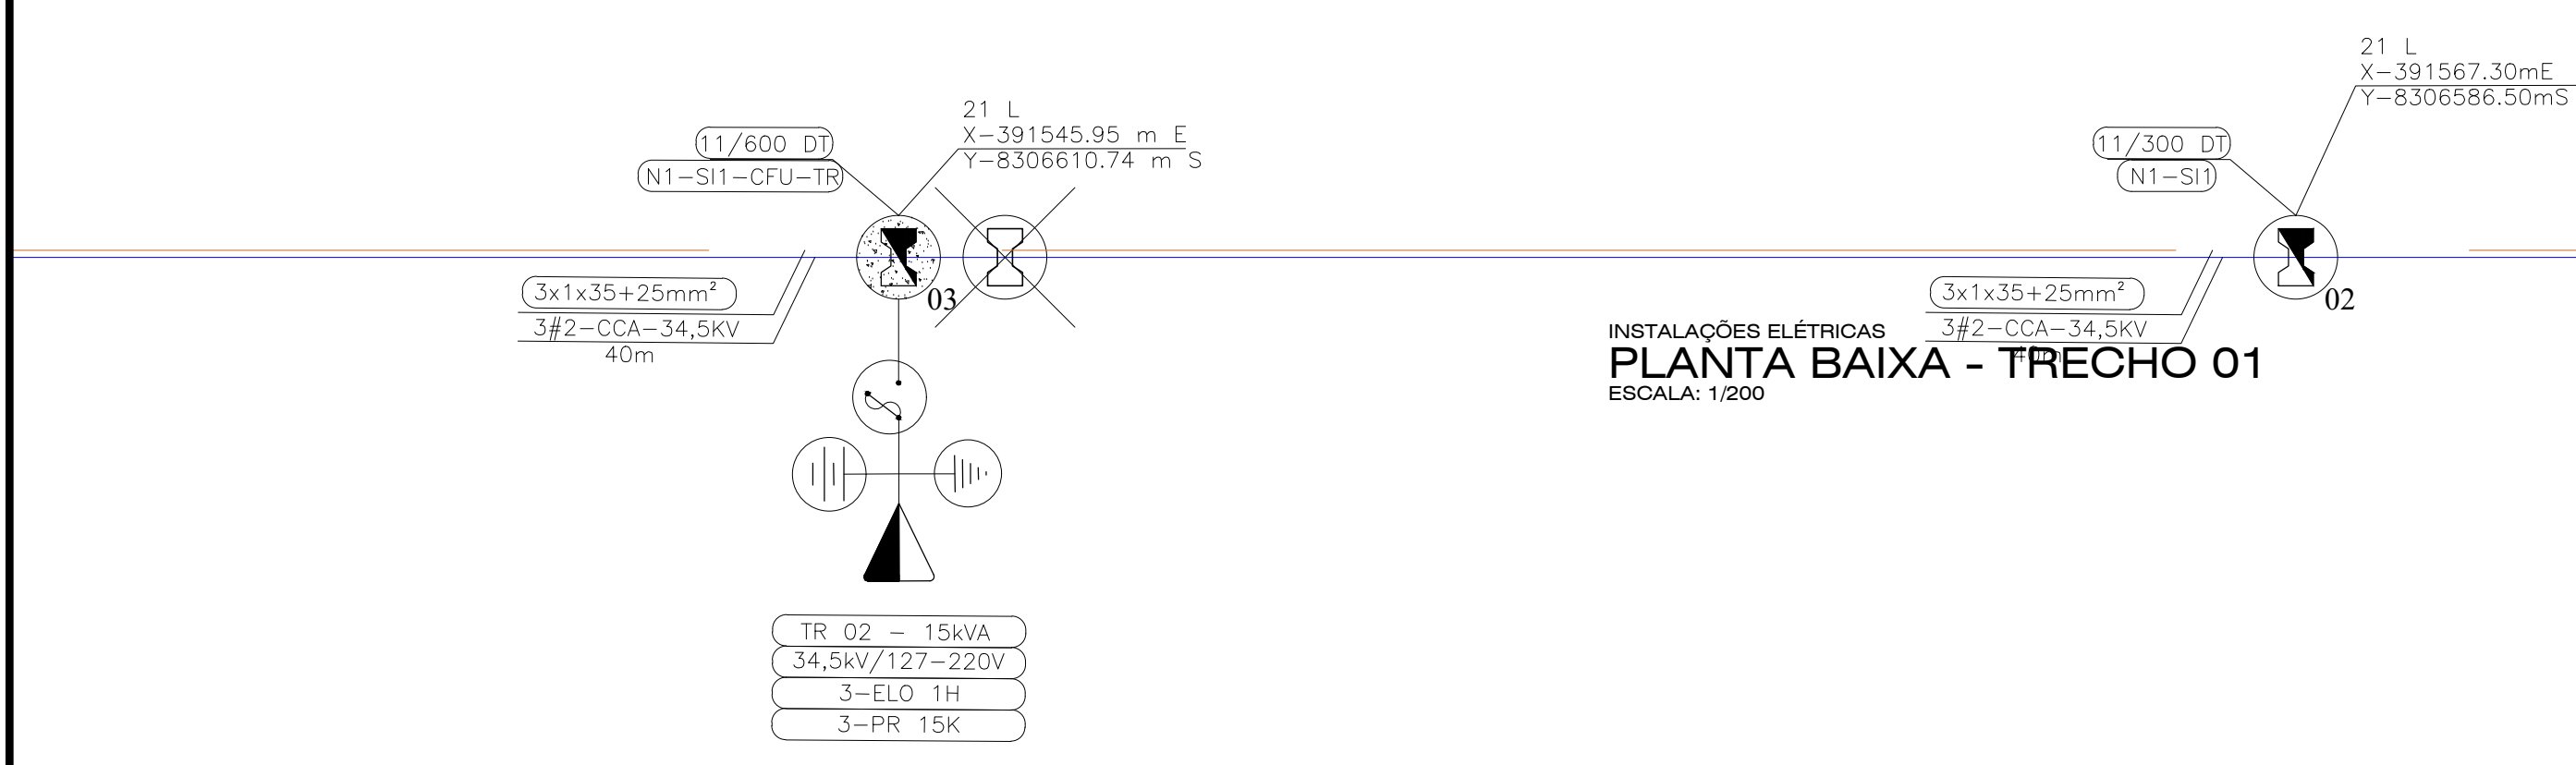 11/600 DT
N1-SI1-CFU-TR
21 L
X-391545.95 m E
Y-8306610.74 m S
03
3x1x35+25mm²
3#2-CCA-34,5KV
40m
TR 02 - 15kVA
34,5kV/127-220V
3-ELO 1H
3-PR 15K
21 L
X-391567.30mE
Y-8306586.50mS
11/300 DT
N1-SI1
02
3x1x35+25mm²
3#2-CCA-34,5KV
40m
INSTALAÇÕES ELÉTRICAS
PLANTA BAIXA - TRECHO 01
ESCALA: 1/200